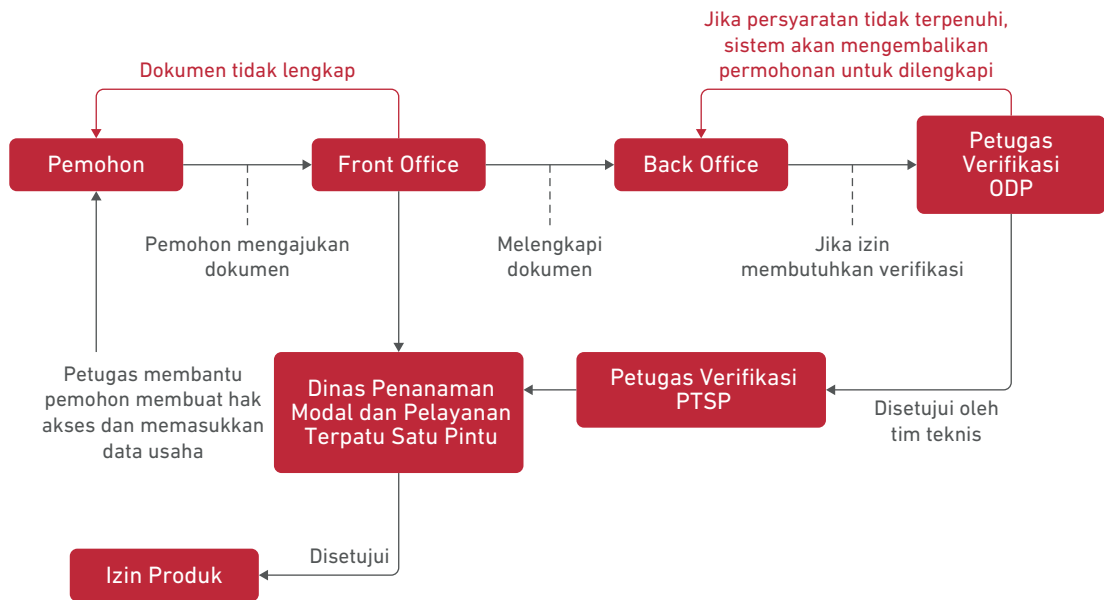 Jika persyaratan tidak terpenuhi,
sistem akan mengembalikan
permohonan untuk dilengkapi
Dokumen tidak lengkap
Pemohon
Front Office
Back Office
Petugas
Verifikasi
ODP
Pemohon mengajukan
dokumen
Melengkapi
dokumen
Jika izin
membutuhkan verifikasi
Petugas membantu
pemohon membuat hak
akses dan memasukkan
data usaha
Dinas Penanaman
Modal dan Pelayanan
Terpatu Satu Pintu
Petugas Verifikasi
PTSP
Disetujui oleh
tim teknis
Disetujui
Izin Produk